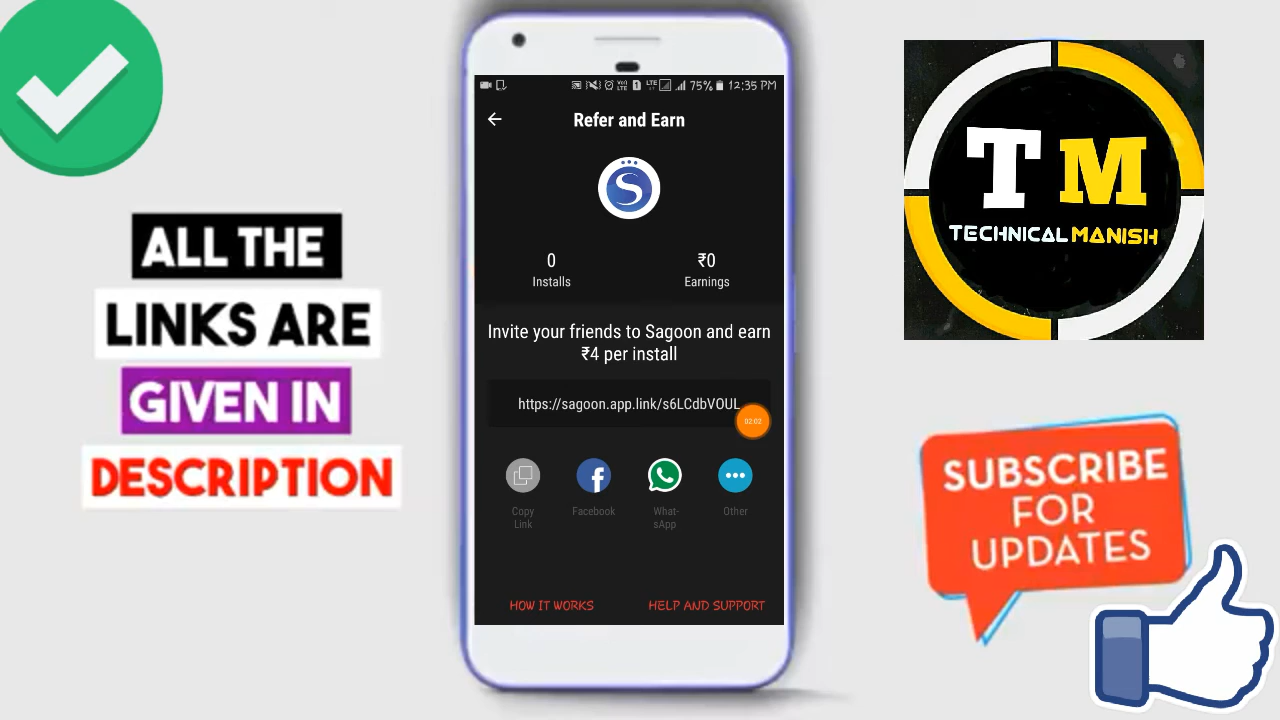 ALL THE
LINKS ARE
GIVEN IN
DESCRIPTION
75% 12:35 PM
Refer and Earn
0
Installs
₹0
Earnings
Invite your friends to Sagoon and earn
₹4 per install
https://sagoon.app.link/s6LCdbVOUL
02:02
Copy
Link
Facebook
What-
sApp
Other
HOW IT WORKS
HELP AND SUPPORT
TM
TECHNICAL MANISH
SUBSCRIBE
FOR
UPDATES